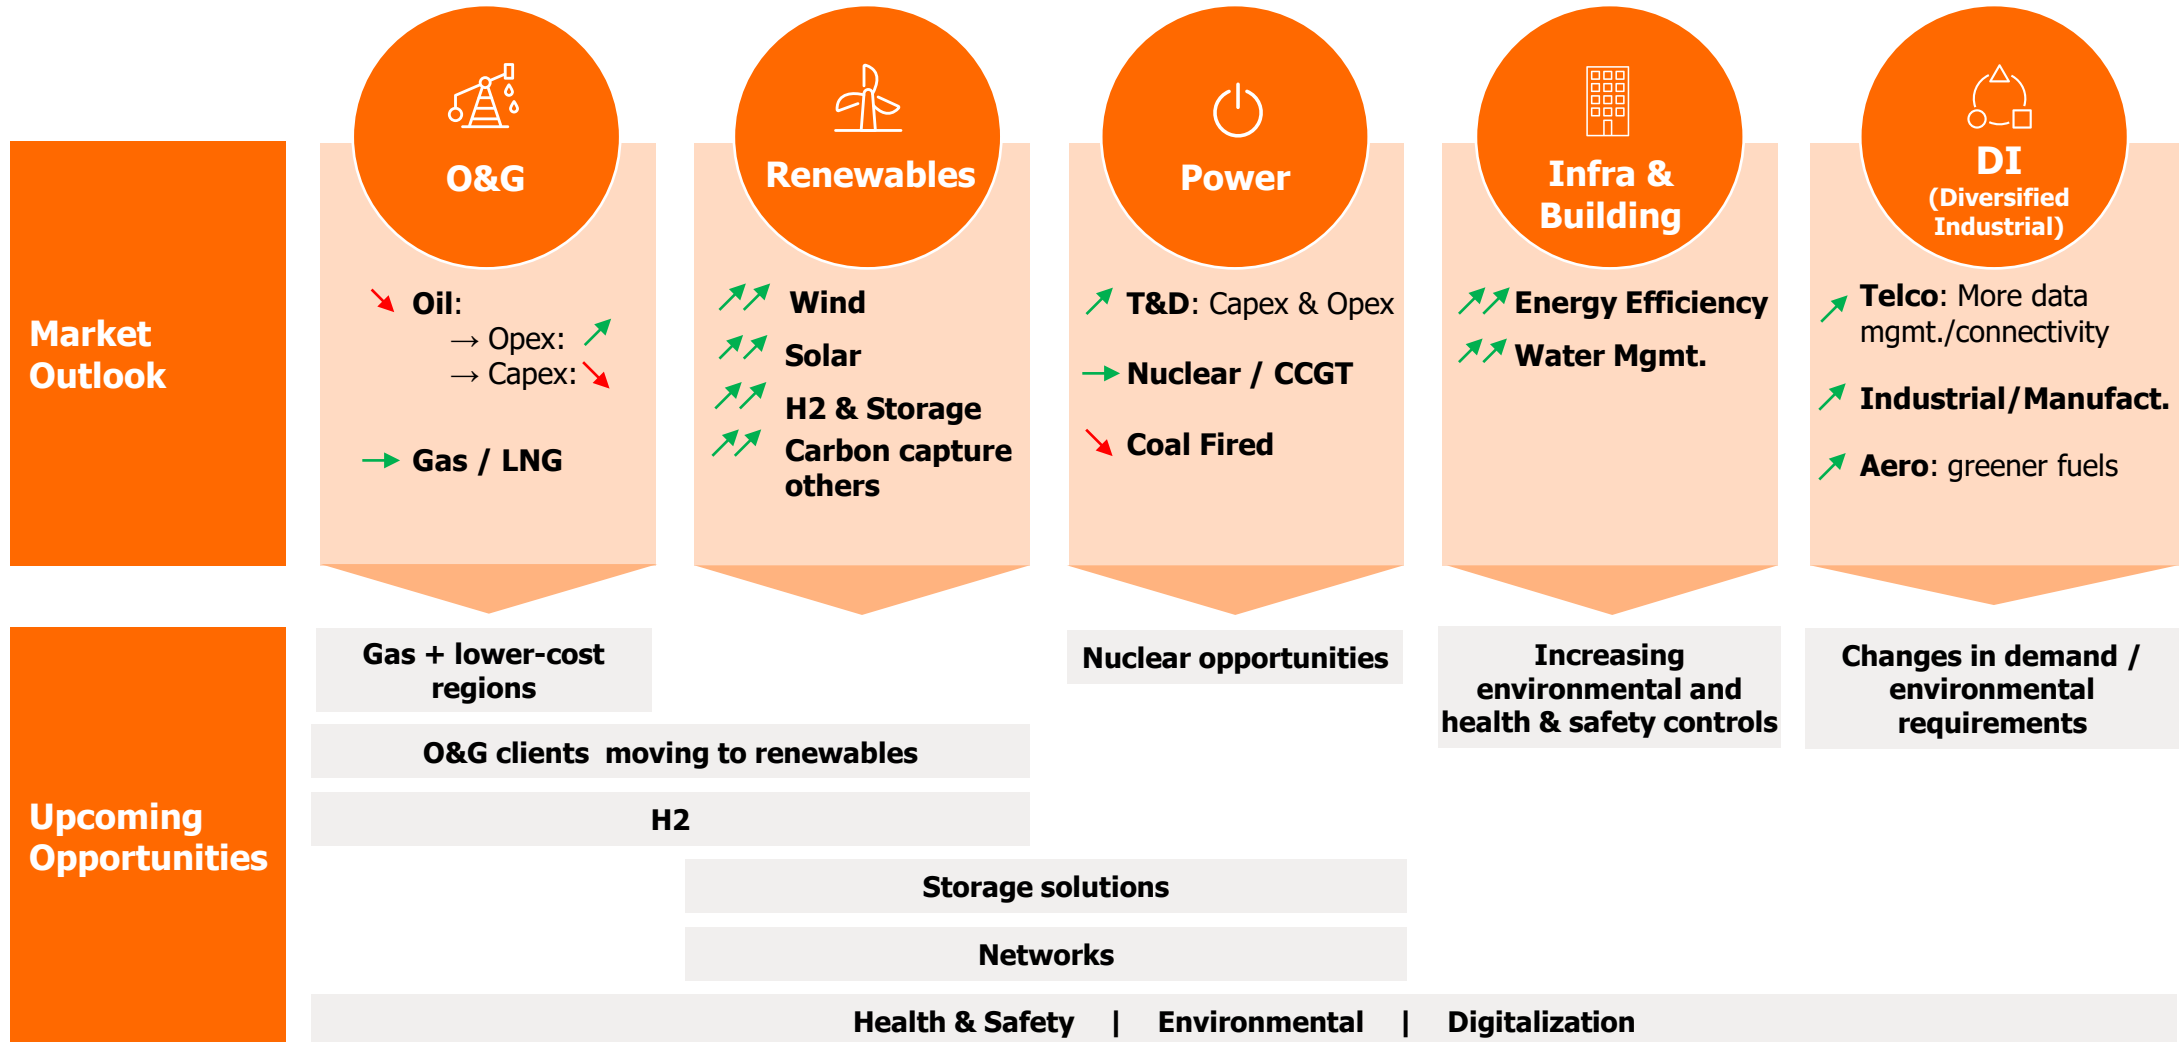 O&G
Renewables
Power
Infra &
Building
DI
(Diversified
Industrial)
Market
Outlook
Oil:
→ Opex:
→ Capex:
Gas / LNG
Wind
Solar
H2 & Storage
Carbon capture
others
T&D: Capex & Opex
Nuclear / CCGT
Coal Fired
Energy Efficiency
Water Mgmt.
Telco: More data
mgmt./connectivity
Industrial/Manufact.
Aero: greener fuels
Upcoming
Opportunities
Gas + lower-cost
regions
Nuclear opportunities
Increasing
environmental and
health & safety controls
Changes in demand /
environmental
requirements
O&G clients  moving to renewables
H2
Storage solutions
Networks
Health & Safety | Environmental | Digitalization